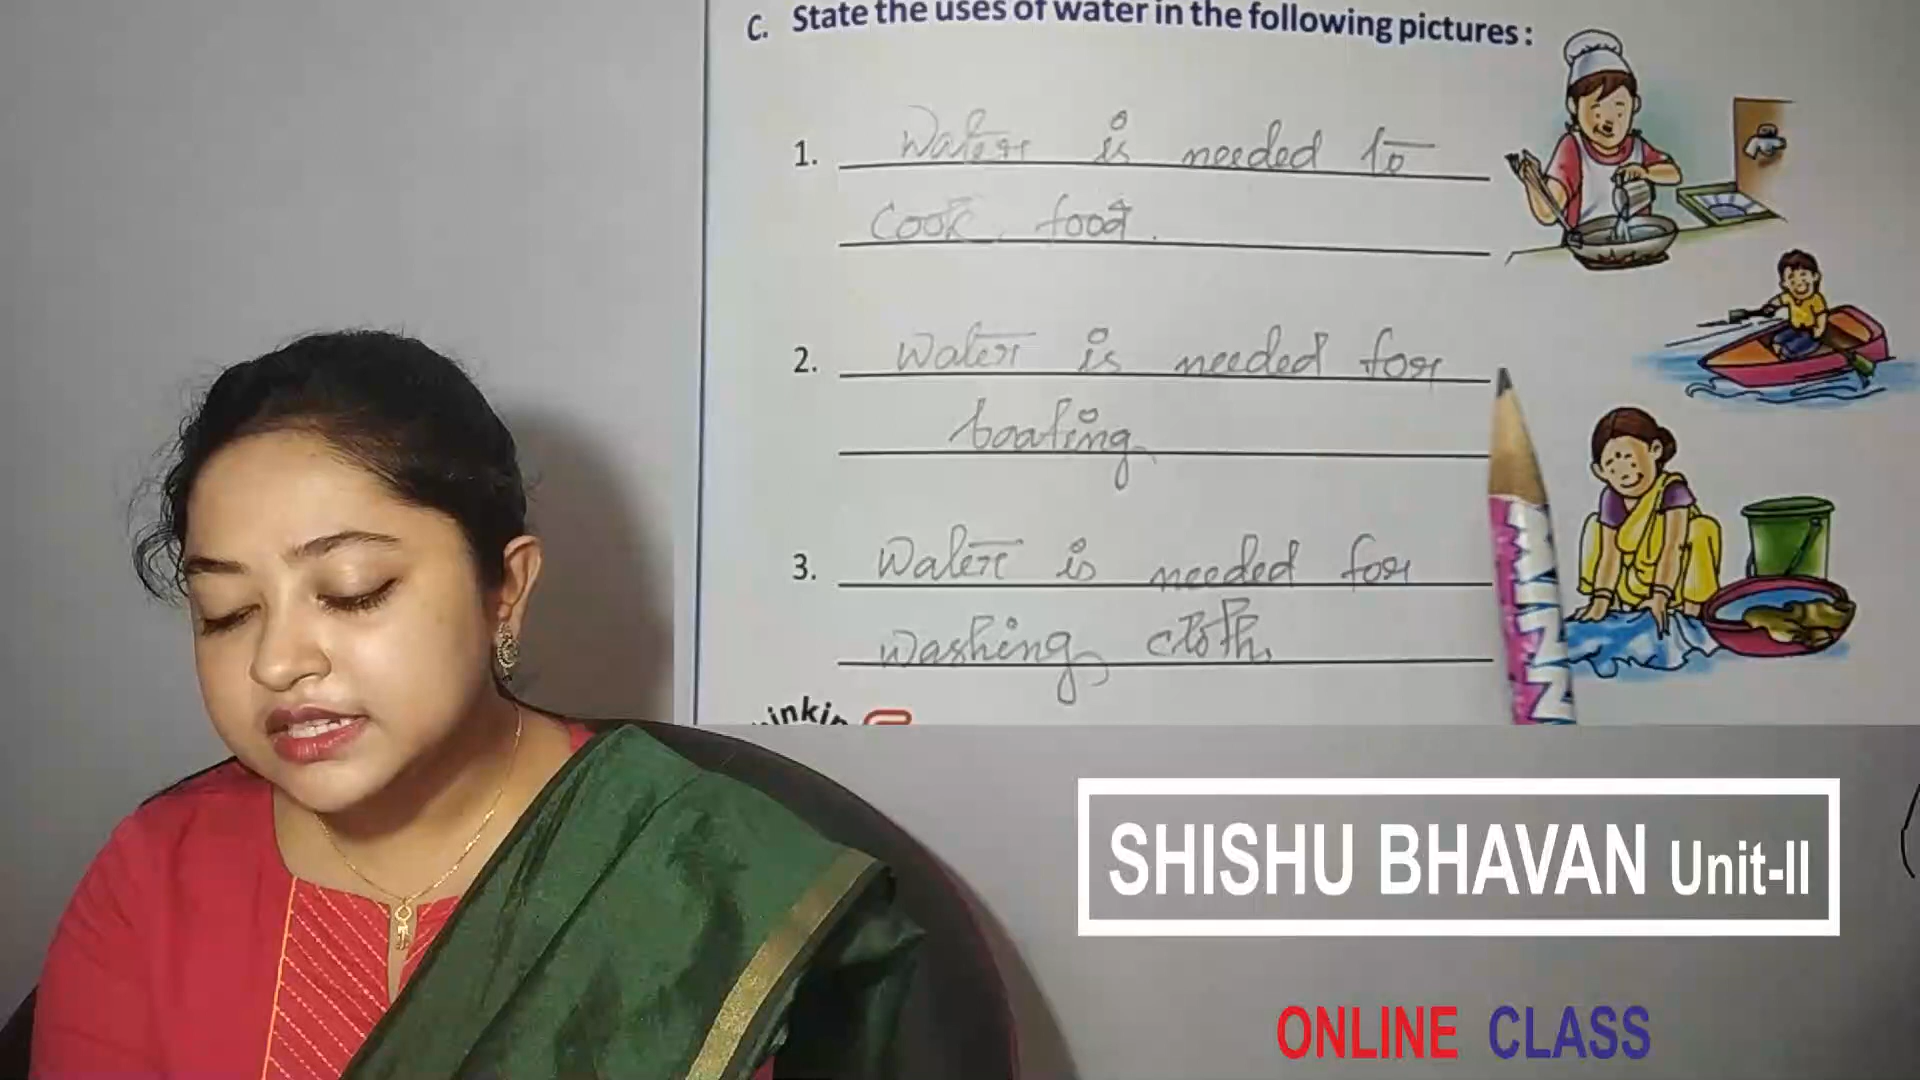 C. State the uses of water in the following pictures :
1. Water is needed to
cook food.
2. Water is needed for
boating
3. Water is needed for
washing cloth.
SHISHU BHAVAN Unit-II
ONLINE CLASS